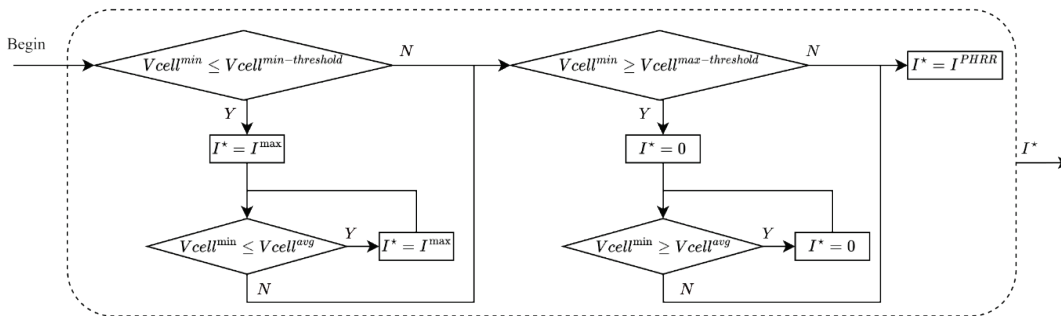 Begin
Vcell^{min} ≤ Vcell^{min−threshold}
N
Vcell^{min} ≥ Vcell^{max−threshold}
N
I^⋆ = I^{PHRR}
Y
I^⋆ = I^{max}
Y
I^⋆ = 0
I^⋆
Vcell^{min} ≤ Vcell^{avg}
Y
I^⋆ = I^{max}
N
Vcell^{min} ≥ Vcell^{avg}
Y
I^⋆ = 0
N